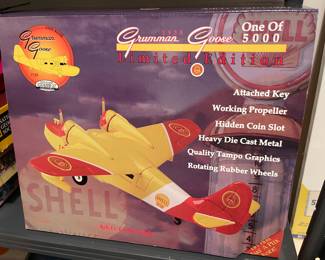 Grumman
Goose
Grumman Goose
Limited Edition
One Of
5000
SHELL
Attached Key
Working Propeller
Hidden Coin Slot
Heavy Die Cast Metal
Quality Tampo Graphics
Rotating Rubber Wheels
SHELL